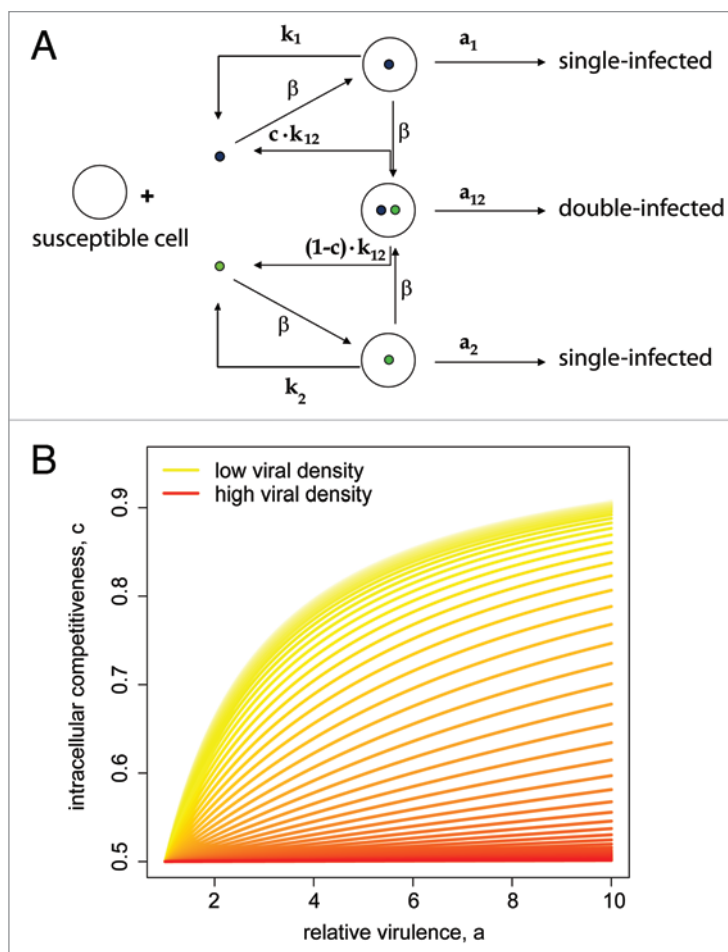 A
k1
a1
single-infected
β
β
c·k12
+
a12
double-infected
susceptible cell
(1-c)·k12
β
β
a2
single-infected
k2
B
low viral density
high viral density
intracellular competitiveness, c
0.9
0.8
0.7
0.6
0.5
2 4 6 8 10
relative virulence, a